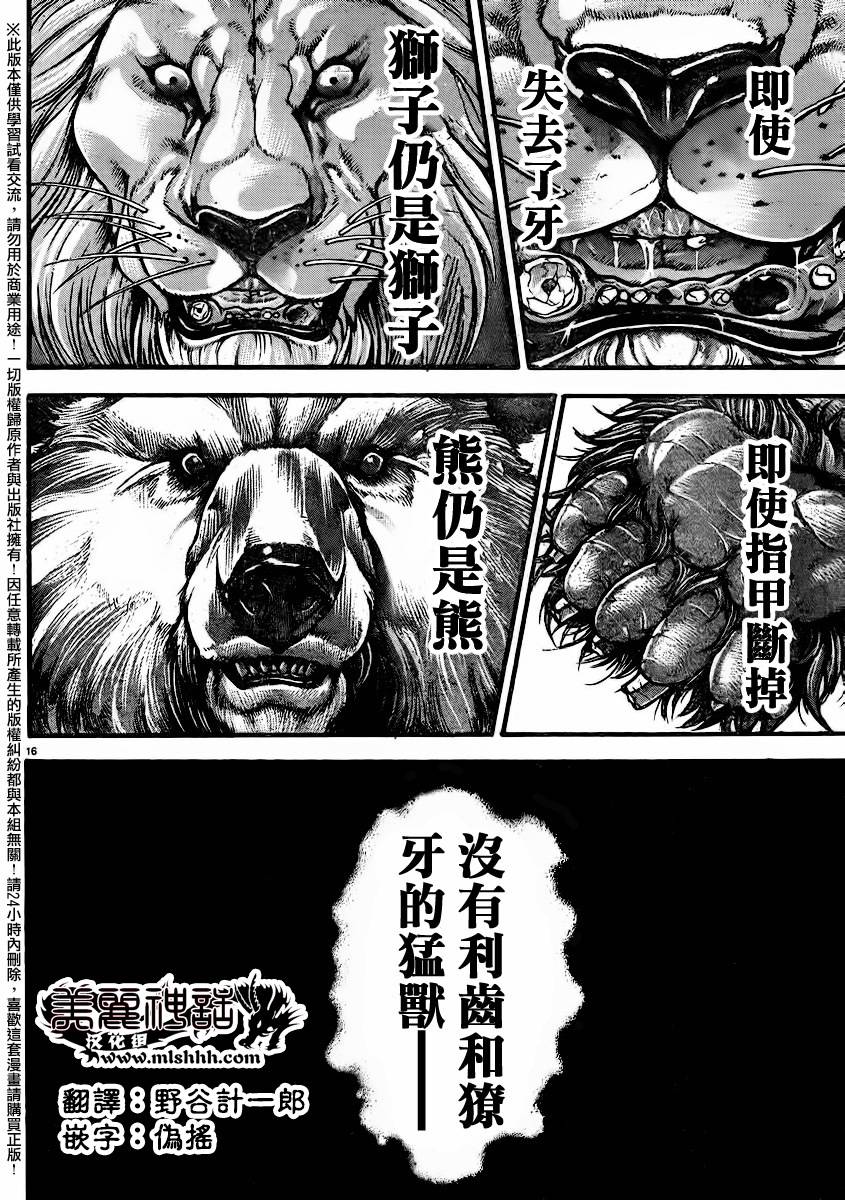 即使
失去了牙
獅子仍是獅子
即使指甲斷掉
熊仍是熊
16
沒有利齒和獠
牙的猛獸——
美麗神話
汉化组
www.mlshhh.com
翻譯：野谷計一郎
嵌字：偽搖
※此版本僅供學習試看交流，請勿用於商業用途！一切版權歸原作者與出版社擁有！因任意轉載所產生的版權糾紛都與本組無關！請24小時內刪除，喜歡這套漫畫請購買正版！